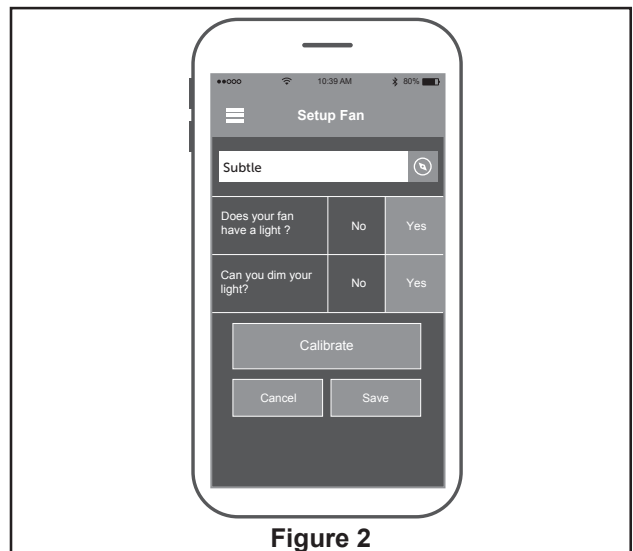 10:39 AM 80%
Setup Fan
Subtle
Does your fan
have a light ?
No
Yes
Can you dim your
light?
No
Yes
Calibrate
Cancel
Save
Figure 2